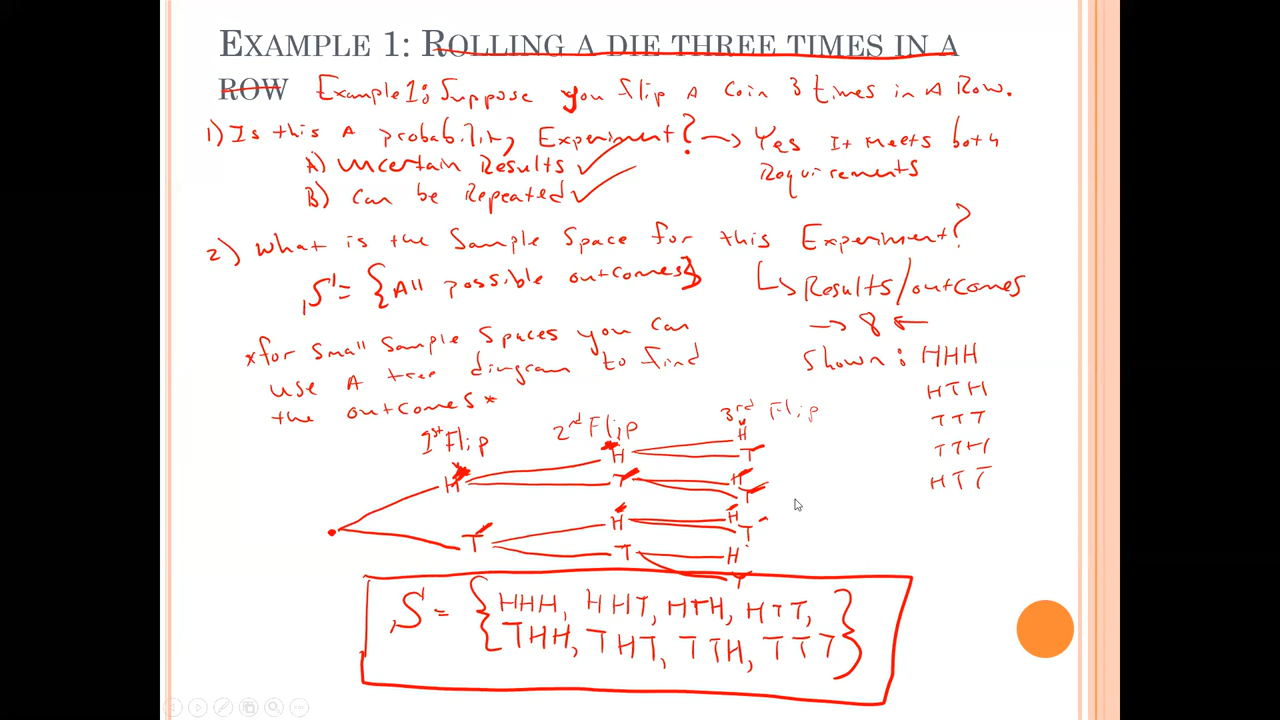 EXAMPLE 1: ROLLING A DIE THREE TIMES IN A
ROW Example 1: Suppose you flip A coin 3 times in A Row.
1) Is this A probability Experiment? → Yes It Meets both
A) uncertain Results ✓ Requirements
B) Can be Repeated ✓
2) What is the Sample Space for this Experiment?
S = {All possible outcomes} ↳ Results/outcomes
→ 8 ←
*for small sample spaces you can
use A tree diagram to find
the outcomes*
Shown: HHH
HTH
TTT
TTH
HTT
1st Flip 2nd Flip 3rd Flip
H
H T
H T H
T
H H
T T
T H
T
S = {HHH, HHT, HTH, HTT,
THH, THT, TTH, TTT}